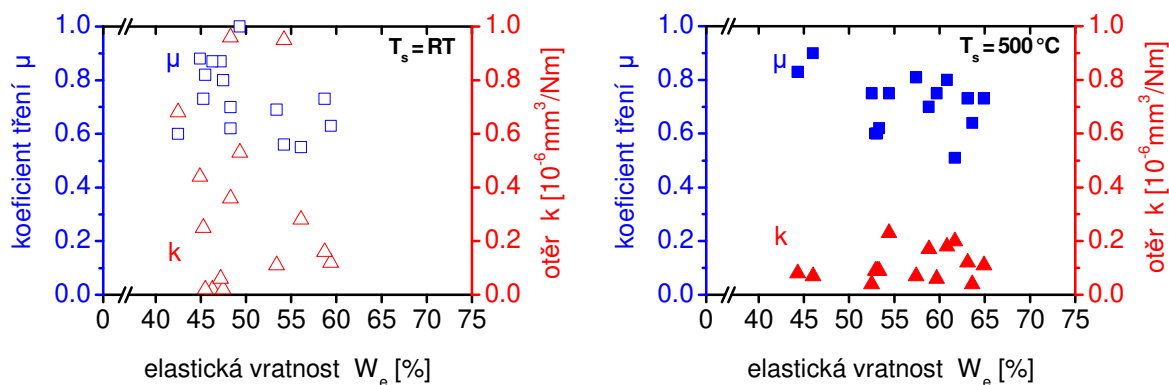 T_s = RT
μ
k
koeficient tření μ
1.0
0.8
0.6
0.4
0.2
0.0
1.0
0.8
0.6
0.4
0.2
0.0
otěr k [10^-6 mm^3/Nm]
0 40 45 50 55 60 65 75
elastická vratnost W_e [%]
T_s = 500 °C
μ
k
koeficient tření μ
1.0
0.8
0.6
0.4
0.2
0.0
1.0
0.8
0.6
0.4
0.2
0.0
otěr k [10^-6 mm^3/Nm]
0 40 45 50 55 60 65 75
elastická vratnost W_e [%]